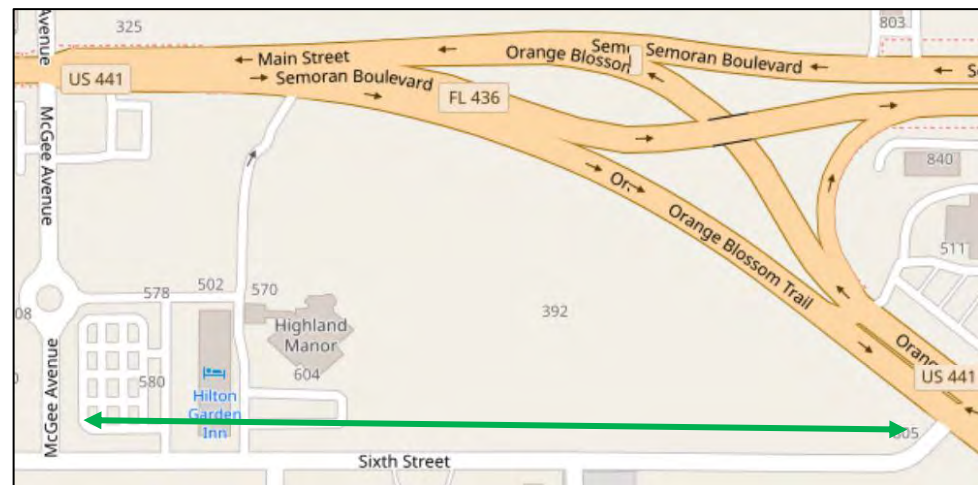 325
803
Avenue
Main Street
Orange Blossom
Semoran Boulevard
US 441
Semoran Boulevard
FL 436
McGee Avenue
840
Or
Orange Blossom Trail
511
578
502
570
392
Highland
Manor
604
580
Hilton
Garden
Inn
McGee Avenue
US 441
Sixth Street